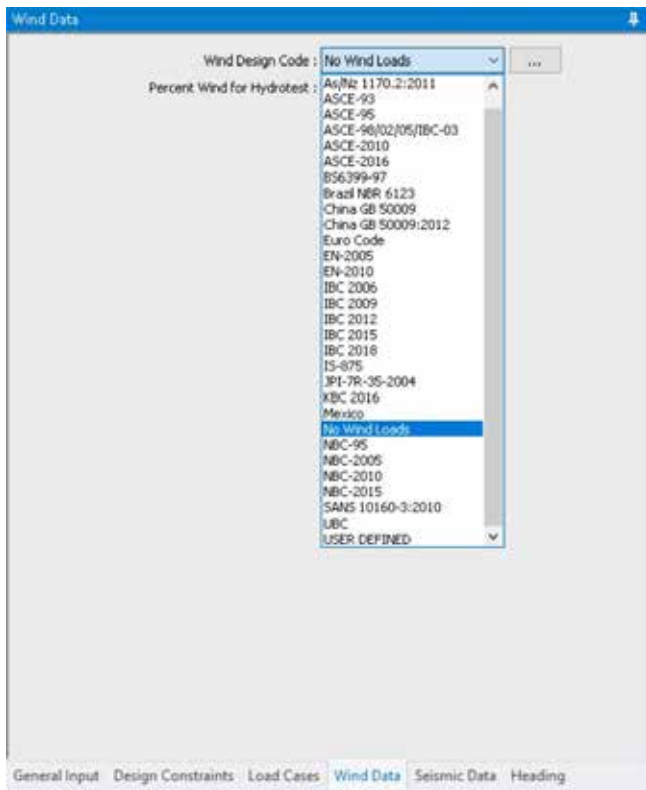 Wind Data
Wind Design Code : No Wind Loads ...
Percent Wind for Hydrotest :
As/Nz 1170.2:2011
ASCE-93
ASCE-95
ASCE-98/02/05/IBC-03
ASCE-2010
ASCE-2016
BS6399-97
Brazil NBR 6123
China GB 50009
China GB 50009:2012
Euro Code
EN-2005
EN-2010
IBC 2006
IBC 2009
IBC 2012
IBC 2015
IBC 2018
IS-875
JPI-7R-35-2004
KBC 2016
Mexico
No Wind Loads
NBC-95
NBC-2005
NBC-2010
NBC-2015
SANS 10160-3:2010
UBC
USER DEFINED
General Input Design Constraints Load Cases Wind Data Seismic Data Heading